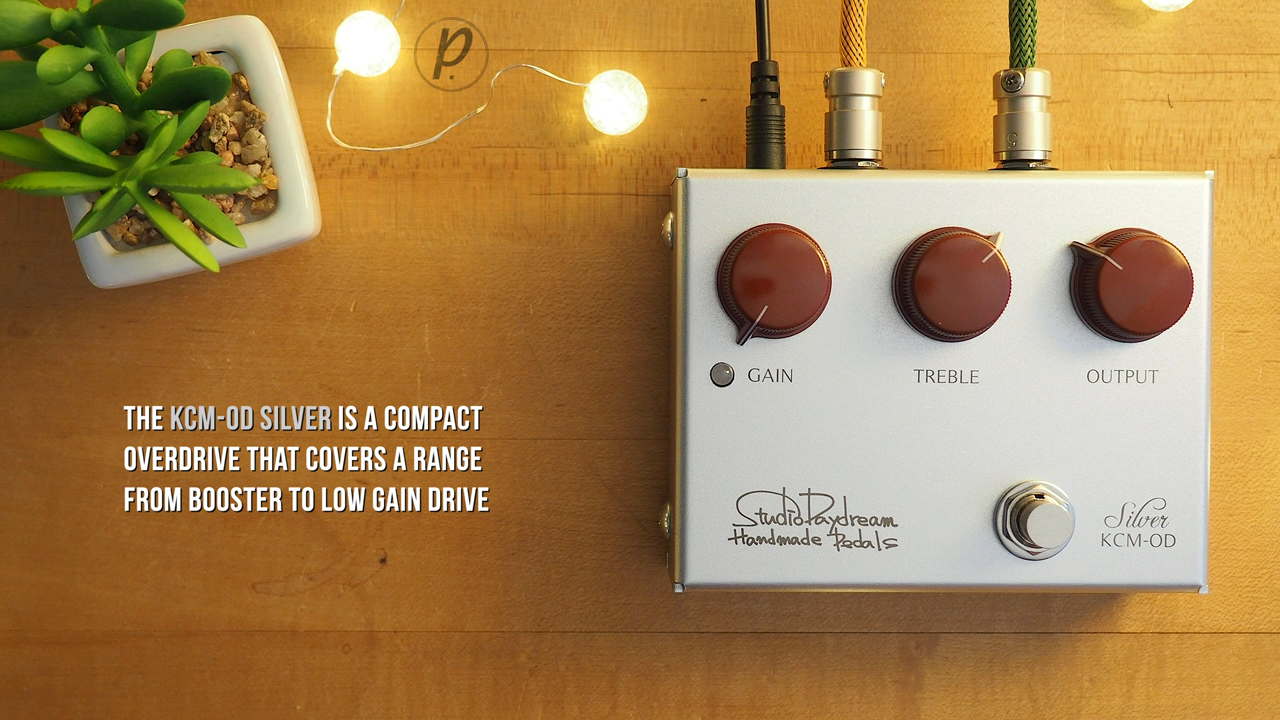 p.
THE KCM-OD SILVER IS A COMPACT
OVERDRIVE THAT COVERS A RANGE
FROM BOOSTER TO LOW GAIN DRIVE
GAIN
TREBLE
OUTPUT
StudioDaydream
Handmade Pedals
Silver
KCM-OD